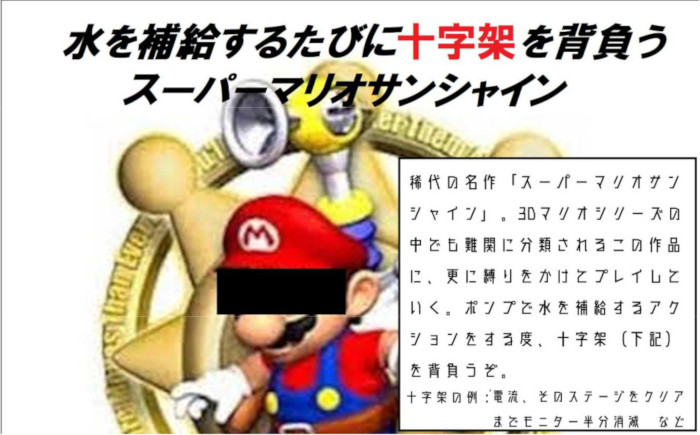 水を補給するたびに十字架を背負う
スーパーマリオサンシャイン
稀代の名作「スーパーマリオサン
シャイン」。3Dマリオシリーズの
中でも難関に分類されるこの作品
に、更に縛りをかけてプレイして
いく。ポンプで水を補給するアク
ションをする度、十字架（下記）
を背負うぞ。
十字架の例：電流、そのステージをクリア
までモニター半分消滅 など
M
than Ever